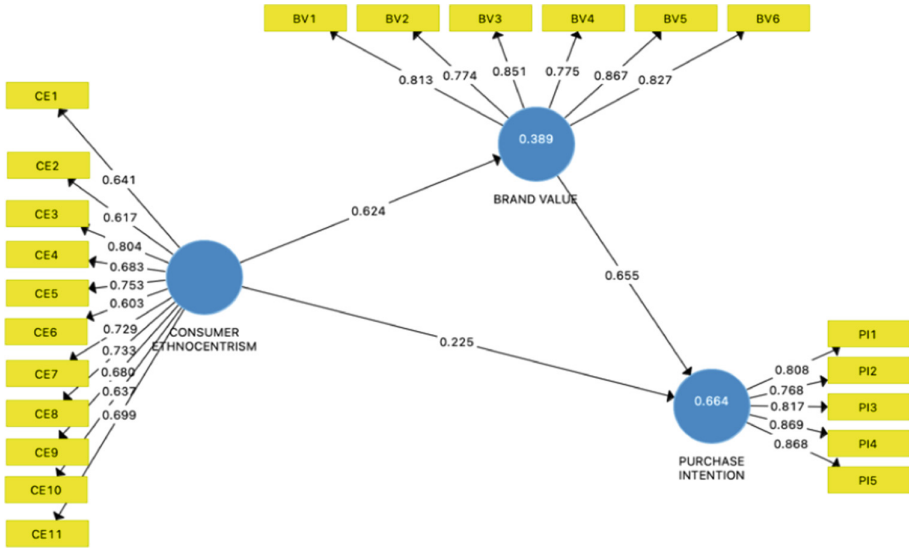 BV1
BV2
BV3
BV4
BV5
BV6
0.813
0.774
0.851
0.775
0.867
0.827
CE1
CE2
CE3
CE4
CE5
CE6
CE7
CE8
CE9
CE10
CE11
0.641
0.617
0.804
0.683
0.753
0.603
0.729
0.733
0.680
0.637
0.699
CONSUMER
ETHNOCENTRISM
0.624
0.389
BRAND VALUE
0.655
0.225
0.664
PURCHASE
INTENTION
0.808
0.768
0.817
0.869
0.868
PI1
PI2
PI3
PI4
PI5